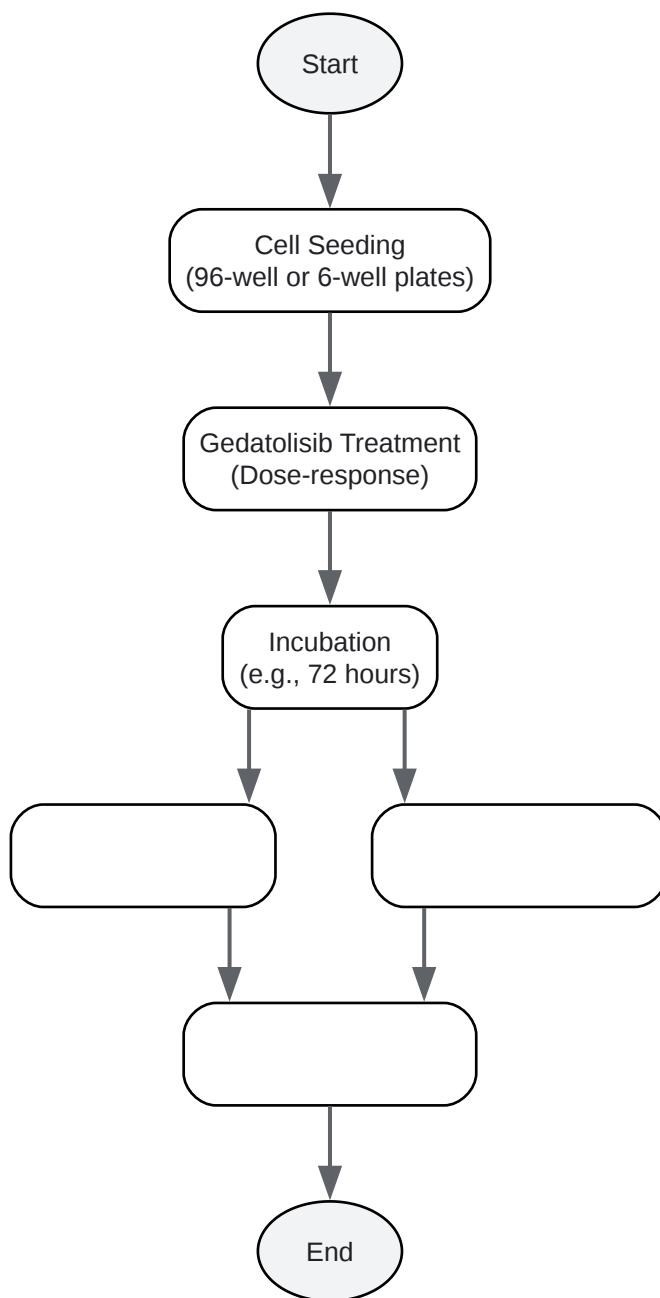 Start
Cell Seeding
(96-well or 6-well plates)
Gedatolisib Treatment
(Dose-response)
Incubation
(e.g., 72 hours)
End